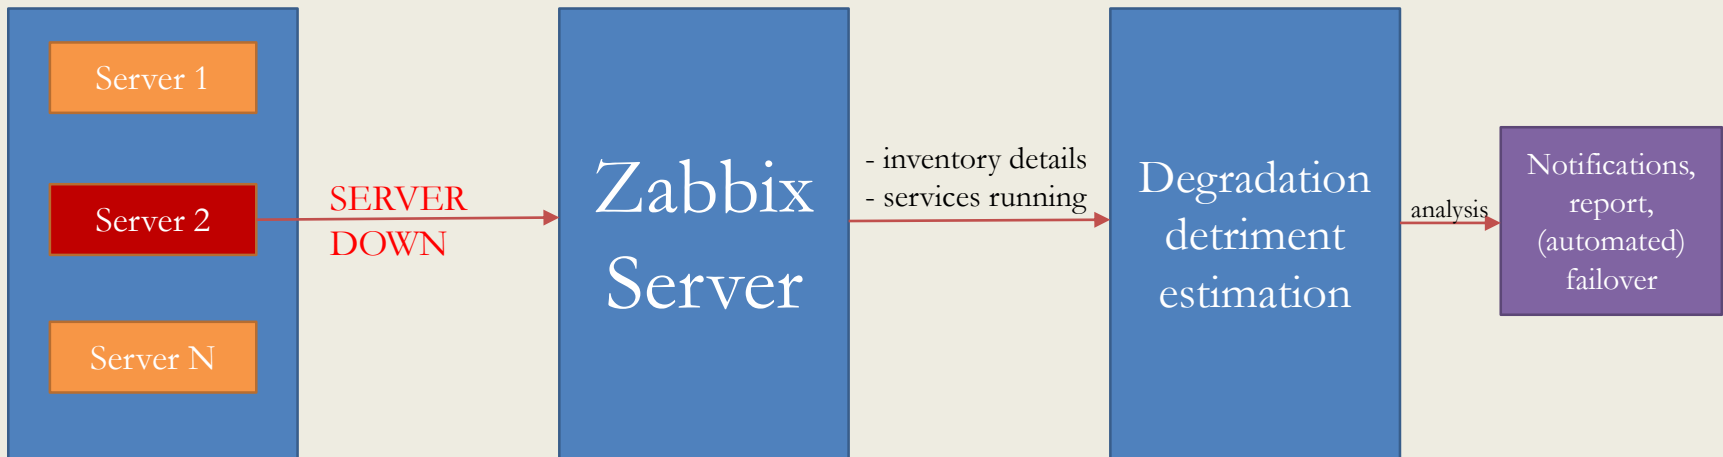 Server 1
Server 2
Server N
SERVER
DOWN
Zabbix
Server
- inventory details
- services running
Degradation
detriment
estimation
analysis
Notifications,
report,
(automated)
failover